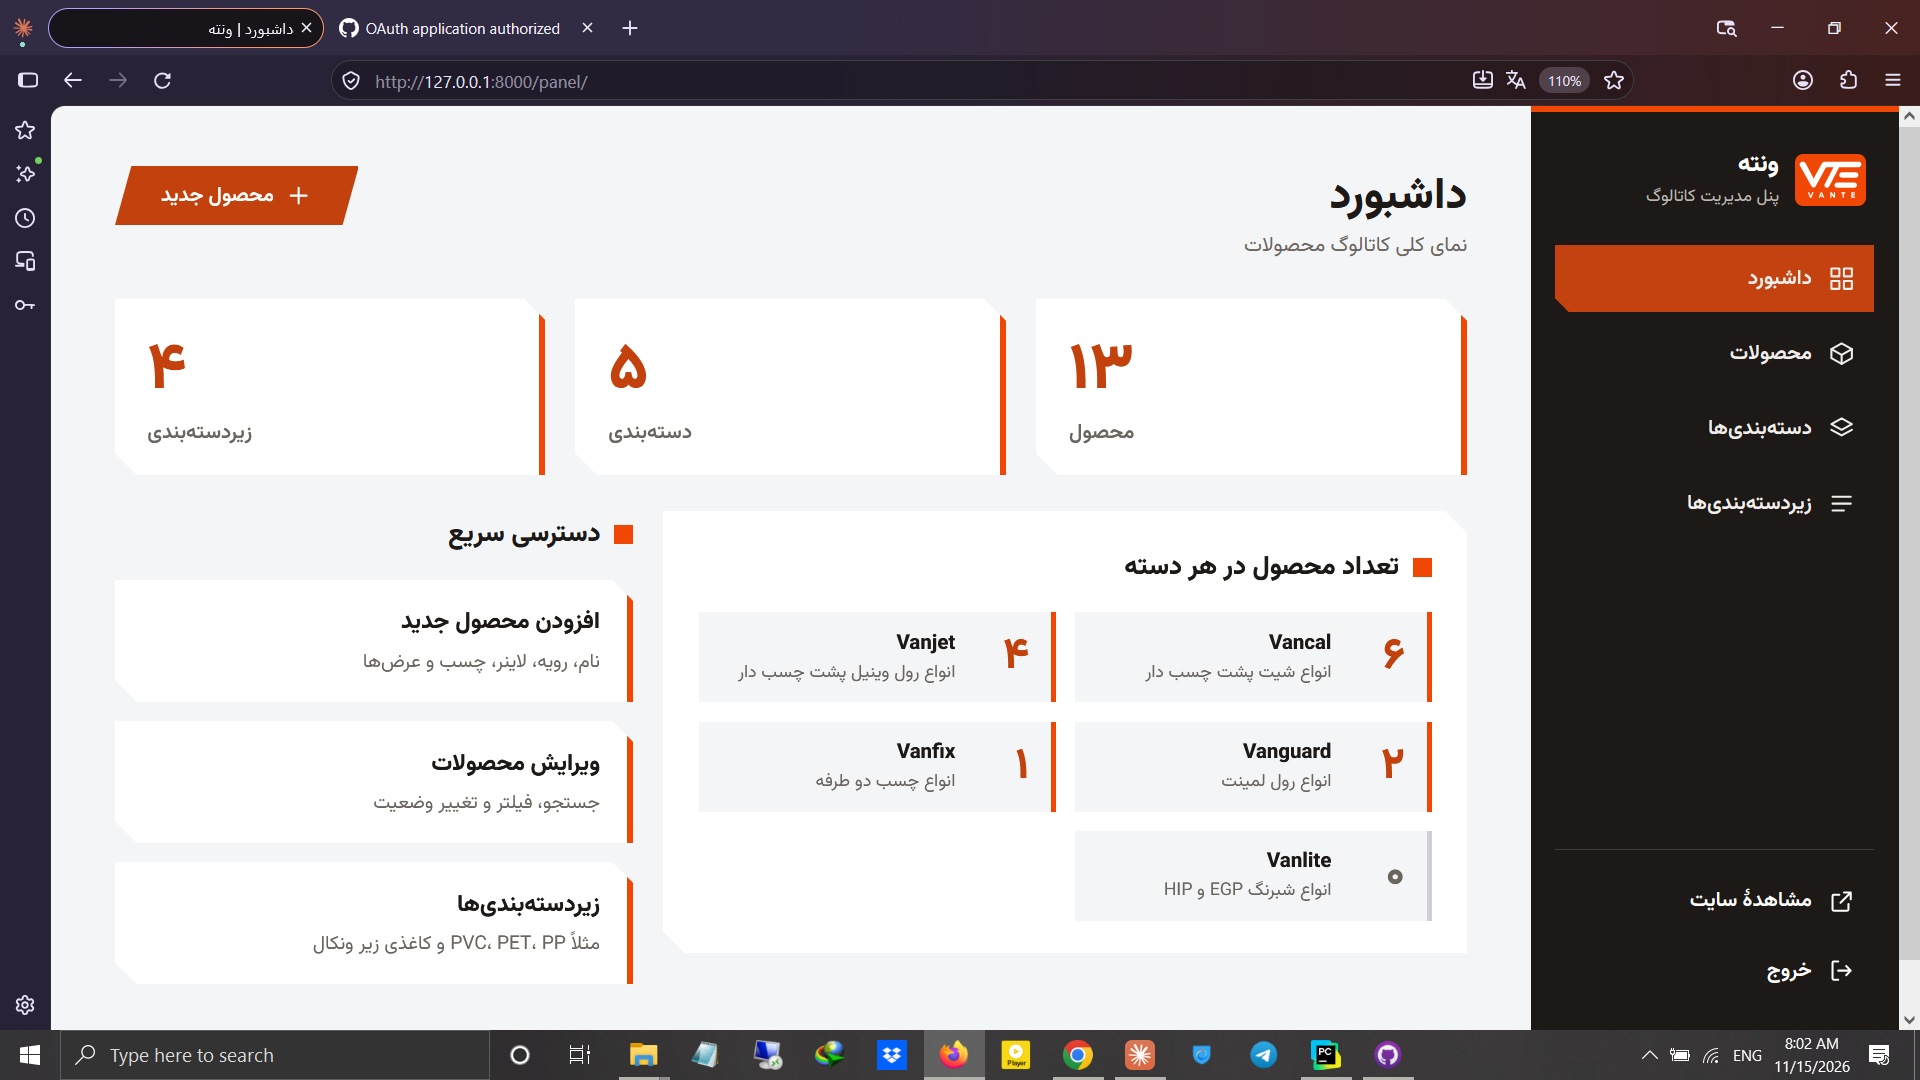 داشبورد | ونته
OAuth application authorized
http://127.0.0.1:8000/panel/
110%
VANTE
ونته
پنل مدیریت کاتالوگ
داشبورد
محصولات
دسته‌بندی‌ها
زیردسته‌بندی‌ها
مشاهدهٔ سایت
خروج
داشبورد
نمای کلی کاتالوگ محصولات
محصول جدید
۱۳
محصول
۵
دسته‌بندی
۴
زیردسته‌بندی
تعداد محصول در هر دسته
۶
Vancal
انواع شیت پشت چسب دار
۴
Vanjet
انواع رول وینیل پشت چسب دار
۲
Vanguard
انواع رول لمینت
۱
Vanfix
انواع چسب دو طرفه
۰
Vanlite
انواع شبرنگ EGP و HIP
دسترسی سریع
افزودن محصول جدید
نام، رویه، لاینر، چسب و عرض‌ها
ویرایش محصولات
جستجو، فیلتر و تغییر وضعیت
زیردسته‌بندی‌ها
مثلاً PVC، PET، PP و کاغذی زیر ونکال
Type here to search
Player
PC
ENG
8:02 AM
11/15/2026